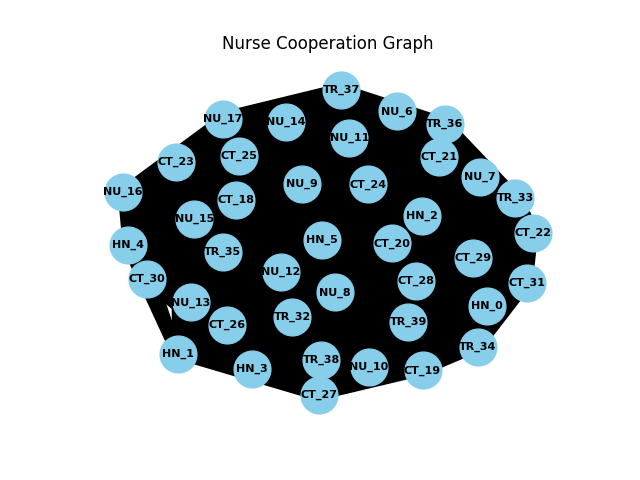 Nurse Cooperation Graph
TR_37
NU_6
NU_17
NU_14
TR_36
NU_11
CT_25
CT_21
CT_23
NU_7
NU_9
CT_24
NU_16
TR_33
CT_18
HN_2
NU_15
CT_22
HN_5
CT_20
HN_4
TR_35
CT_29
NU_12
CT_30
CT_28
CT_31
NU_8
NU_13
HN_0
TR_32
TR_39
CT_26
TR_34
HN_1
TR_38
NU_10
HN_3
CT_19
CT_27